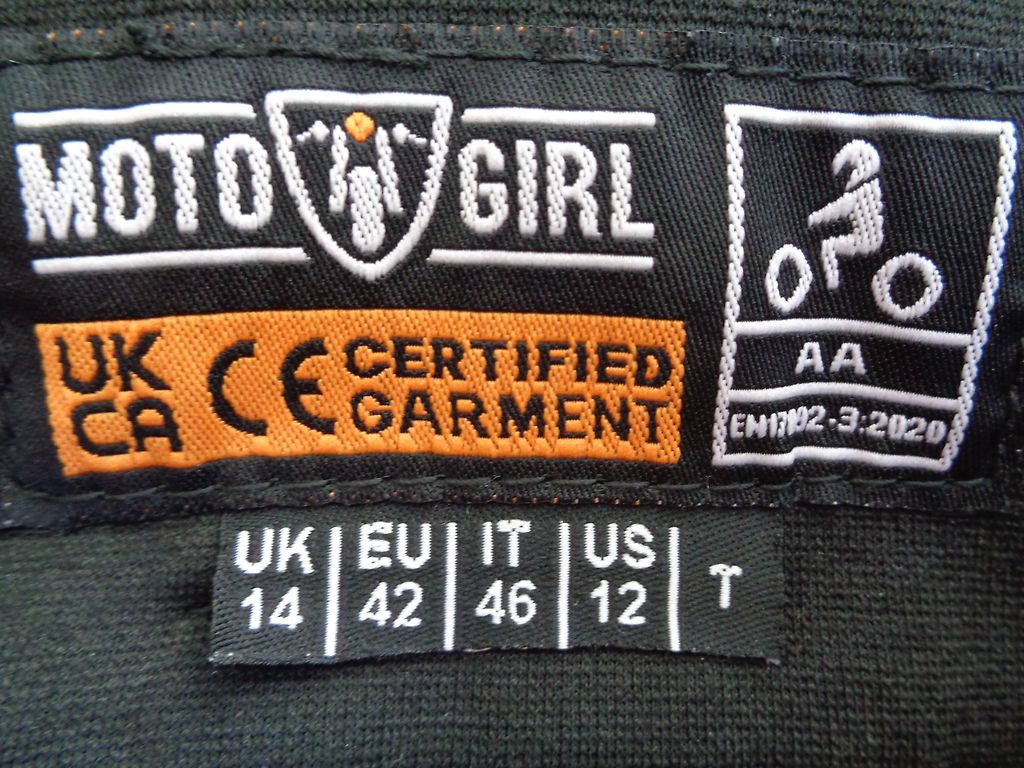 MOTO GIRL
UK
CA
CE
CERTIFIED
GARMENT
AA
EN17092-3:2020
UK EU IT US T
14 42 46 12